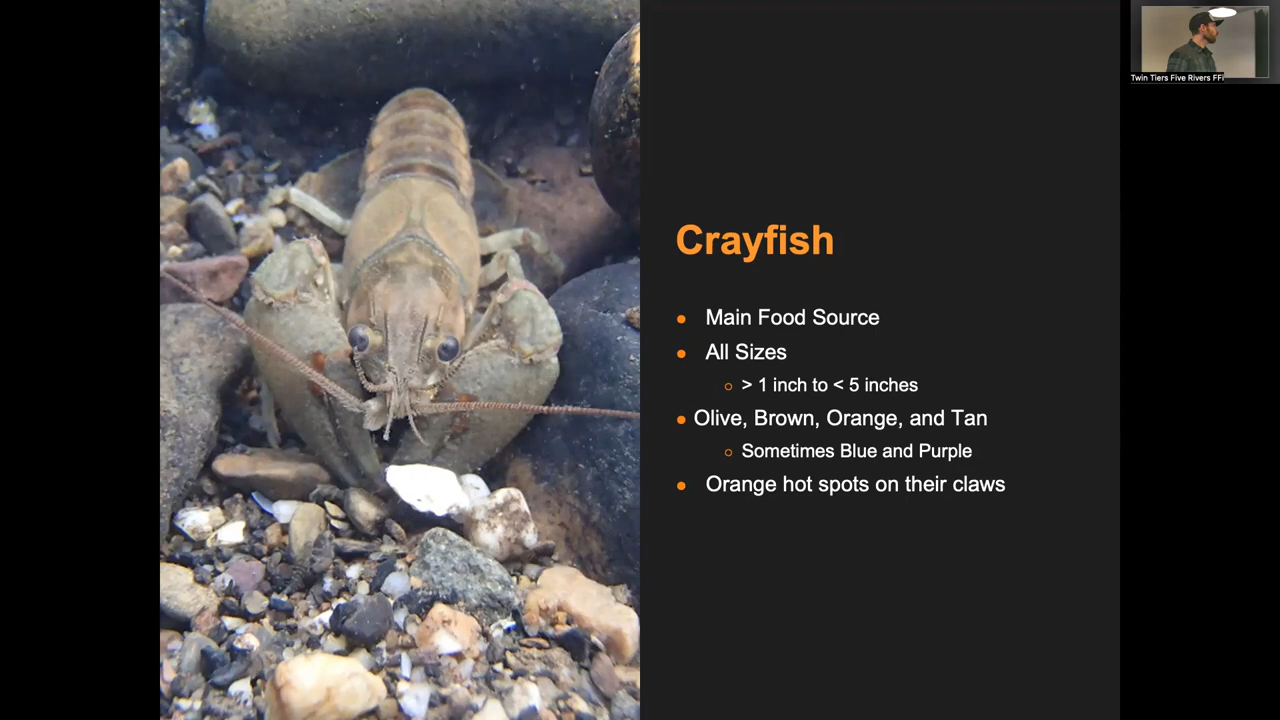 Twin Tiers Five Rivers FFi
Crayfish
Main Food Source
All Sizes
> 1 inch to < 5 inches
Olive, Brown, Orange, and Tan
Sometimes Blue and Purple
Orange hot spots on their claws